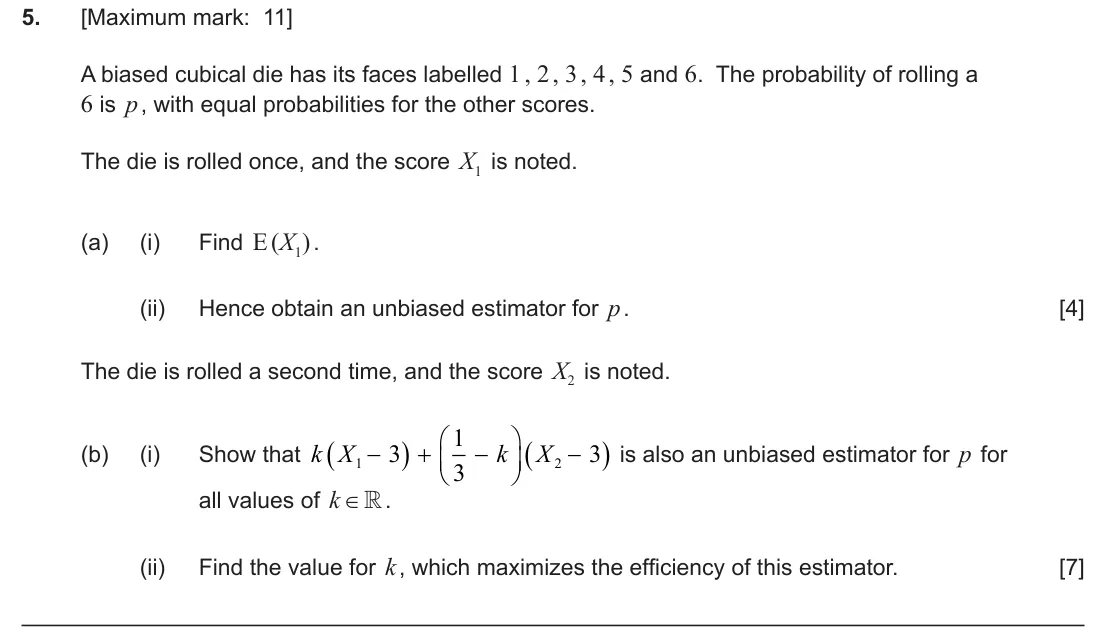 5. [Maximum mark: 11]
A biased cubical die has its faces labelled 1, 2, 3, 4, 5 and 6. The probability of rolling a
6 is p, with equal probabilities for the other scores.
The die is rolled once, and the score X₁ is noted.
(a) (i) Find E(X₁).
(ii) Hence obtain an unbiased estimator for p. [4]
The die is rolled a second time, and the score X₂ is noted.
(b) (i) Show that k(X₁ − 3) + (1/3 − k)(X₂ − 3) is also an unbiased estimator for p for
all values of k ∈ ℝ.
(ii) Find the value for k, which maximizes the efficiency of this estimator. [7]